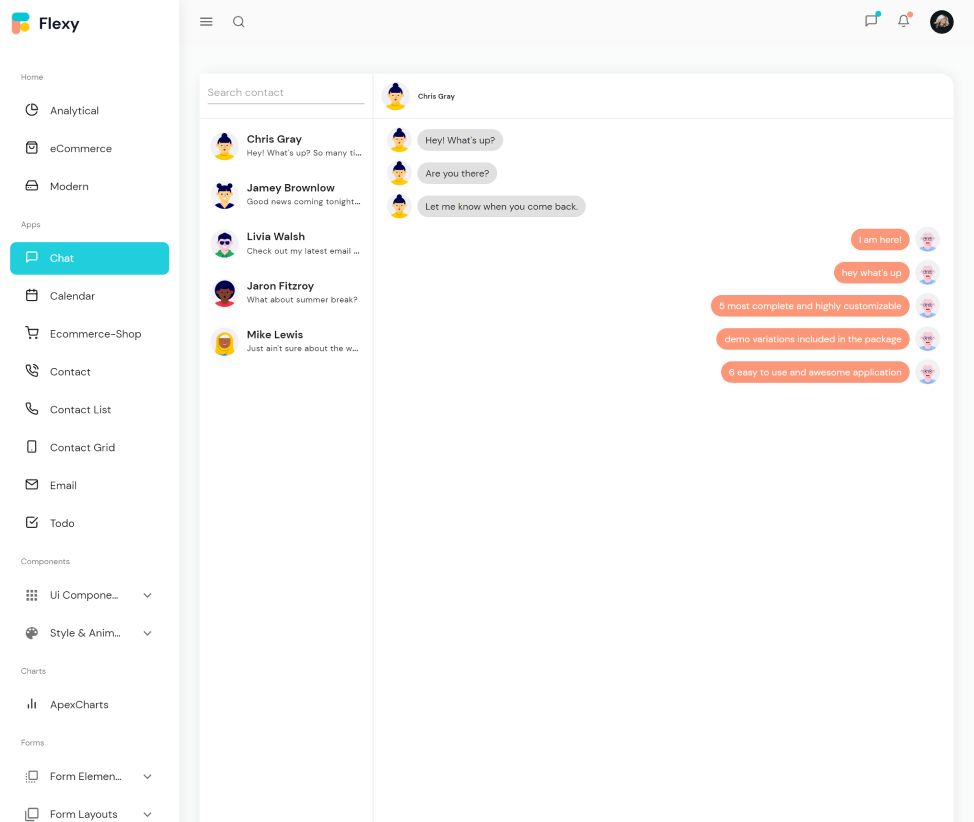 Flexy
Home
Analytical
eCommerce
Modern
Apps
Chat
Calendar
Ecommerce-Shop
Contact
Contact List
Contact Grid
Email
Todo
Components
Ui Compone...
Style & Anim...
Charts
ApexCharts
Forms
Form Elemen...
Form Layouts
Search contact
Chris Gray
Hey! What's up? So many ti...
Jamey Brownlow
Good news coming tonight...
Livia Walsh
Check out my latest email ...
Jaron Fitzroy
What about summer break?
Mike Lewis
Just ain't sure about the w...
Chris Gray
Hey! What's up?
Are you there?
Let me know when you come back.
I am here!
hey what's up
5 most complete and highly customizable
demo variations included in the package
6 easy to use and awesome application